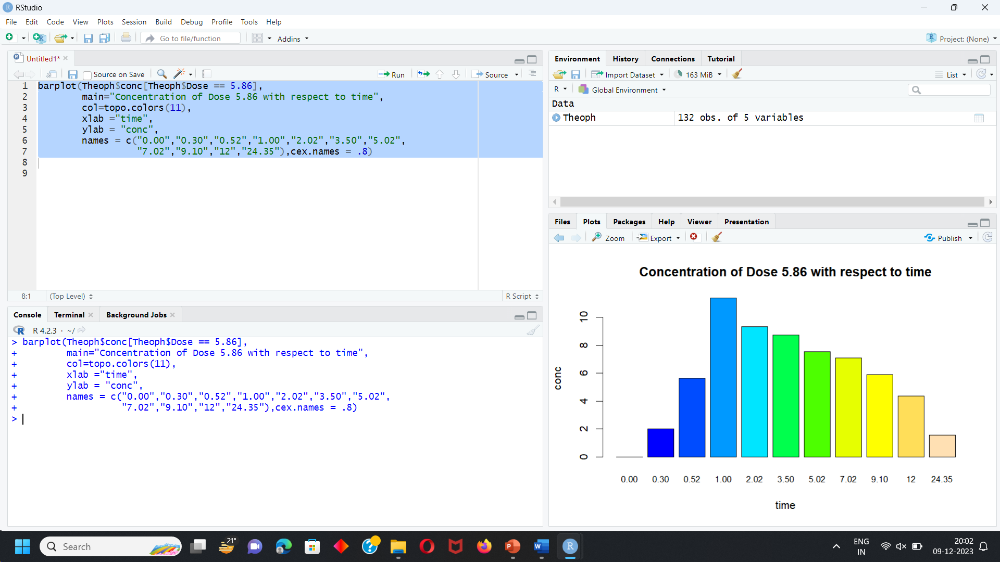 RStudio
File Edit Code View Plots Session Build Debug Profile Tools Help
Go to file/function Addins Project: (None)
Untitled1*
Source on Save Run Source
1 barplot(Theoph$conc[Theoph$Dose == 5.86],
2 main="Concentration of Dose 5.86 with respect to time",
3 col=topo.colors(11),
4 xlab ="time",
5 ylab = "conc",
6 names = c("0.00","0.30","0.52","1.00","2.02","3.50","5.02",
7 "7.02","9.10","12","24.35"),cex.names = .8)
8
9
8:1 (Top Level) R Script
Console Terminal Background Jobs
R 4.2.3 · ~/
> barplot(Theoph$conc[Theoph$Dose == 5.86],
+ main="Concentration of Dose 5.86 with respect to time",
+ col=topo.colors(11),
+ xlab ="time",
+ ylab = "conc",
+ names = c("0.00","0.30","0.52","1.00","2.02","3.50","5.02",
+ "7.02","9.10","12","24.35"),cex.names = .8)
>
Environment History Connections Tutorial
Import Dataset 163 MiB List
R Global Environment
Data
Theoph 132 obs. of 5 variables
Files Plots Packages Help Viewer Presentation
Zoom Export Publish
Concentration of Dose 5.86 with respect to time
conc
10
8
6
4
2
0
0.00 0.30 0.52 1.00 2.02 3.50 5.02 7.02 9.10 12 24.35
time
Search 21° ENG 20:02
IN 09-12-2023